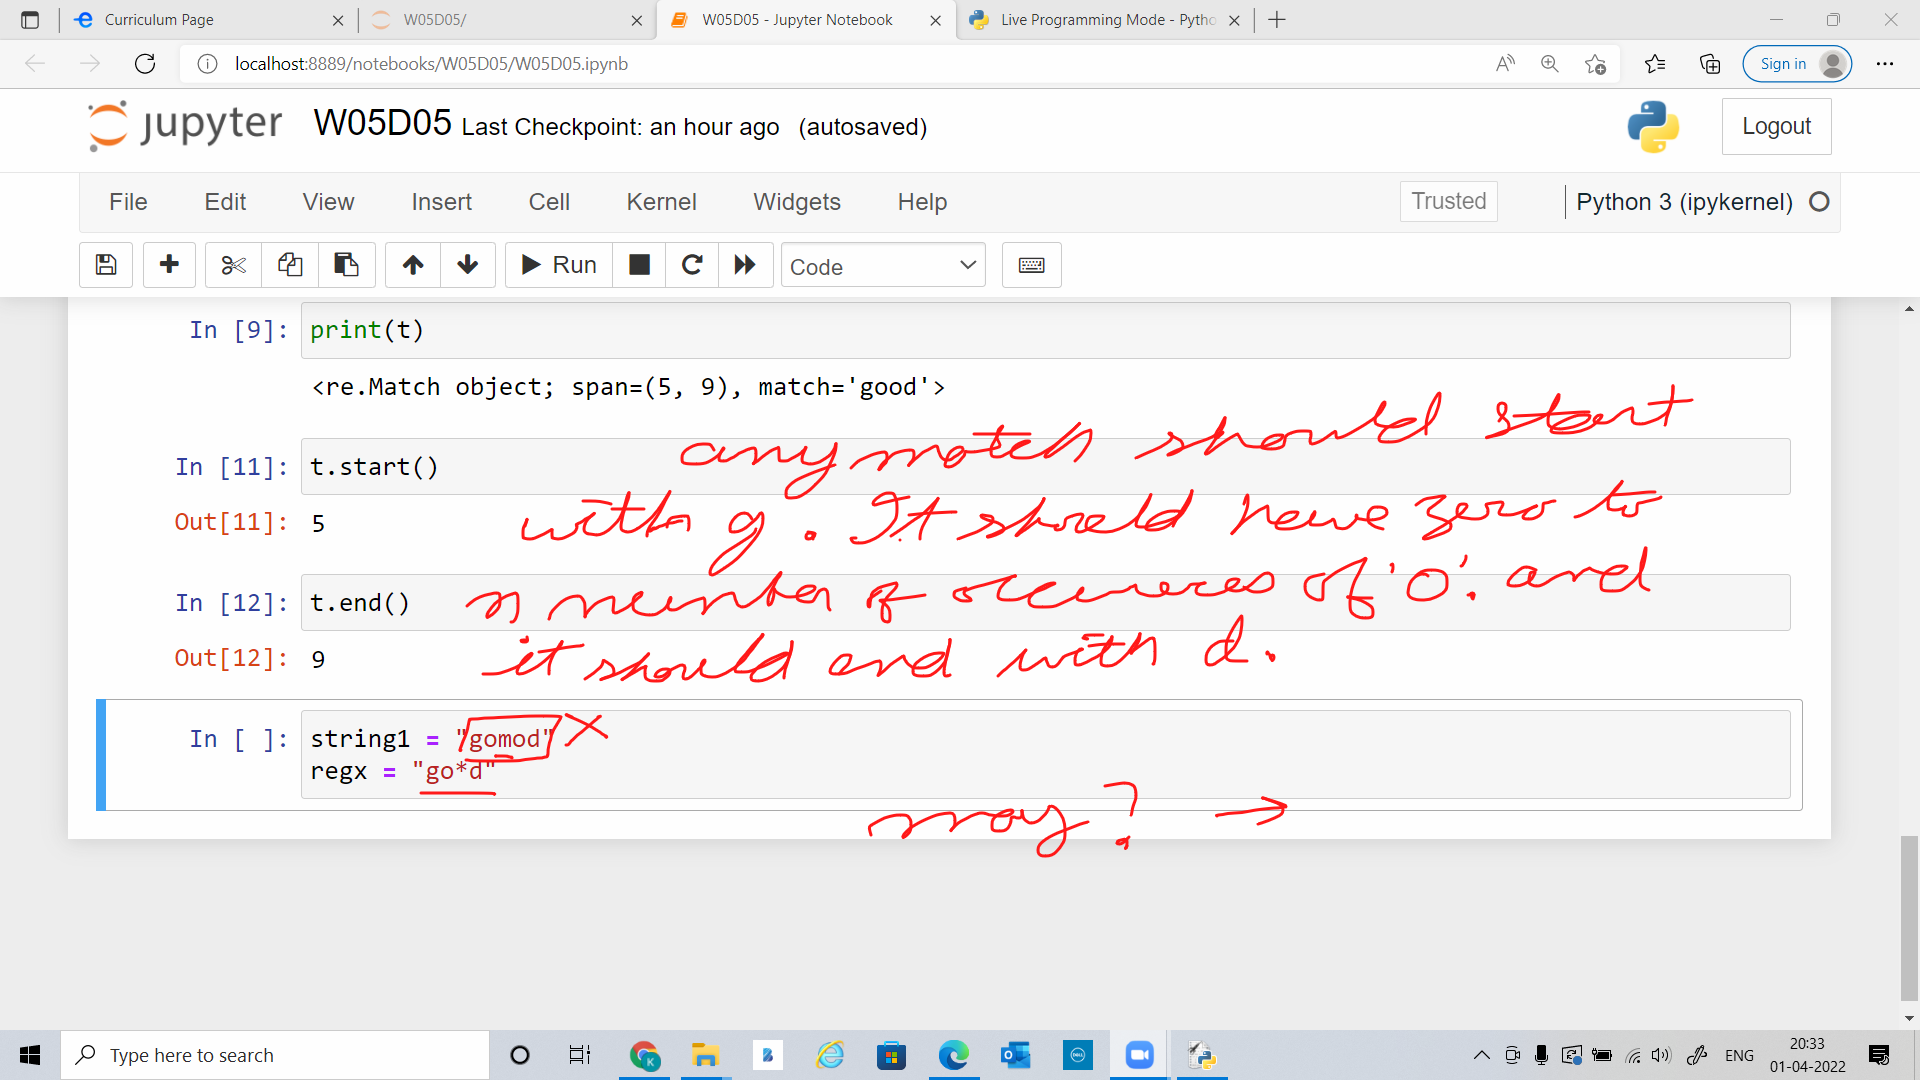 Curriculum Page
W05D05/
W05D05 - Jupyter Notebook
Live Programming Mode - Pytho
localhost:8889/notebooks/W05D05/W05D05.ipynb
Sign in
jupyter W05D05 Last Checkpoint: an hour ago (autosaved)
Logout
File Edit View Insert Cell Kernel Widgets Help
Trusted
Python 3 (ipykernel)
Run
Code
In [9]: print(t)
<re.Match object; span=(5, 9), match='good'>
any match should start
In [11]: t.start()
with g. It should have zero to
Out[11]: 5
n number of occurences of 'o'. and
In [12]: t.end()
it should end with d.
Out[12]: 9
In [ ]: string1 = "gomod" X
regx = "go*d"
may? →
Type here to search
ENG
20:33
01-04-2022